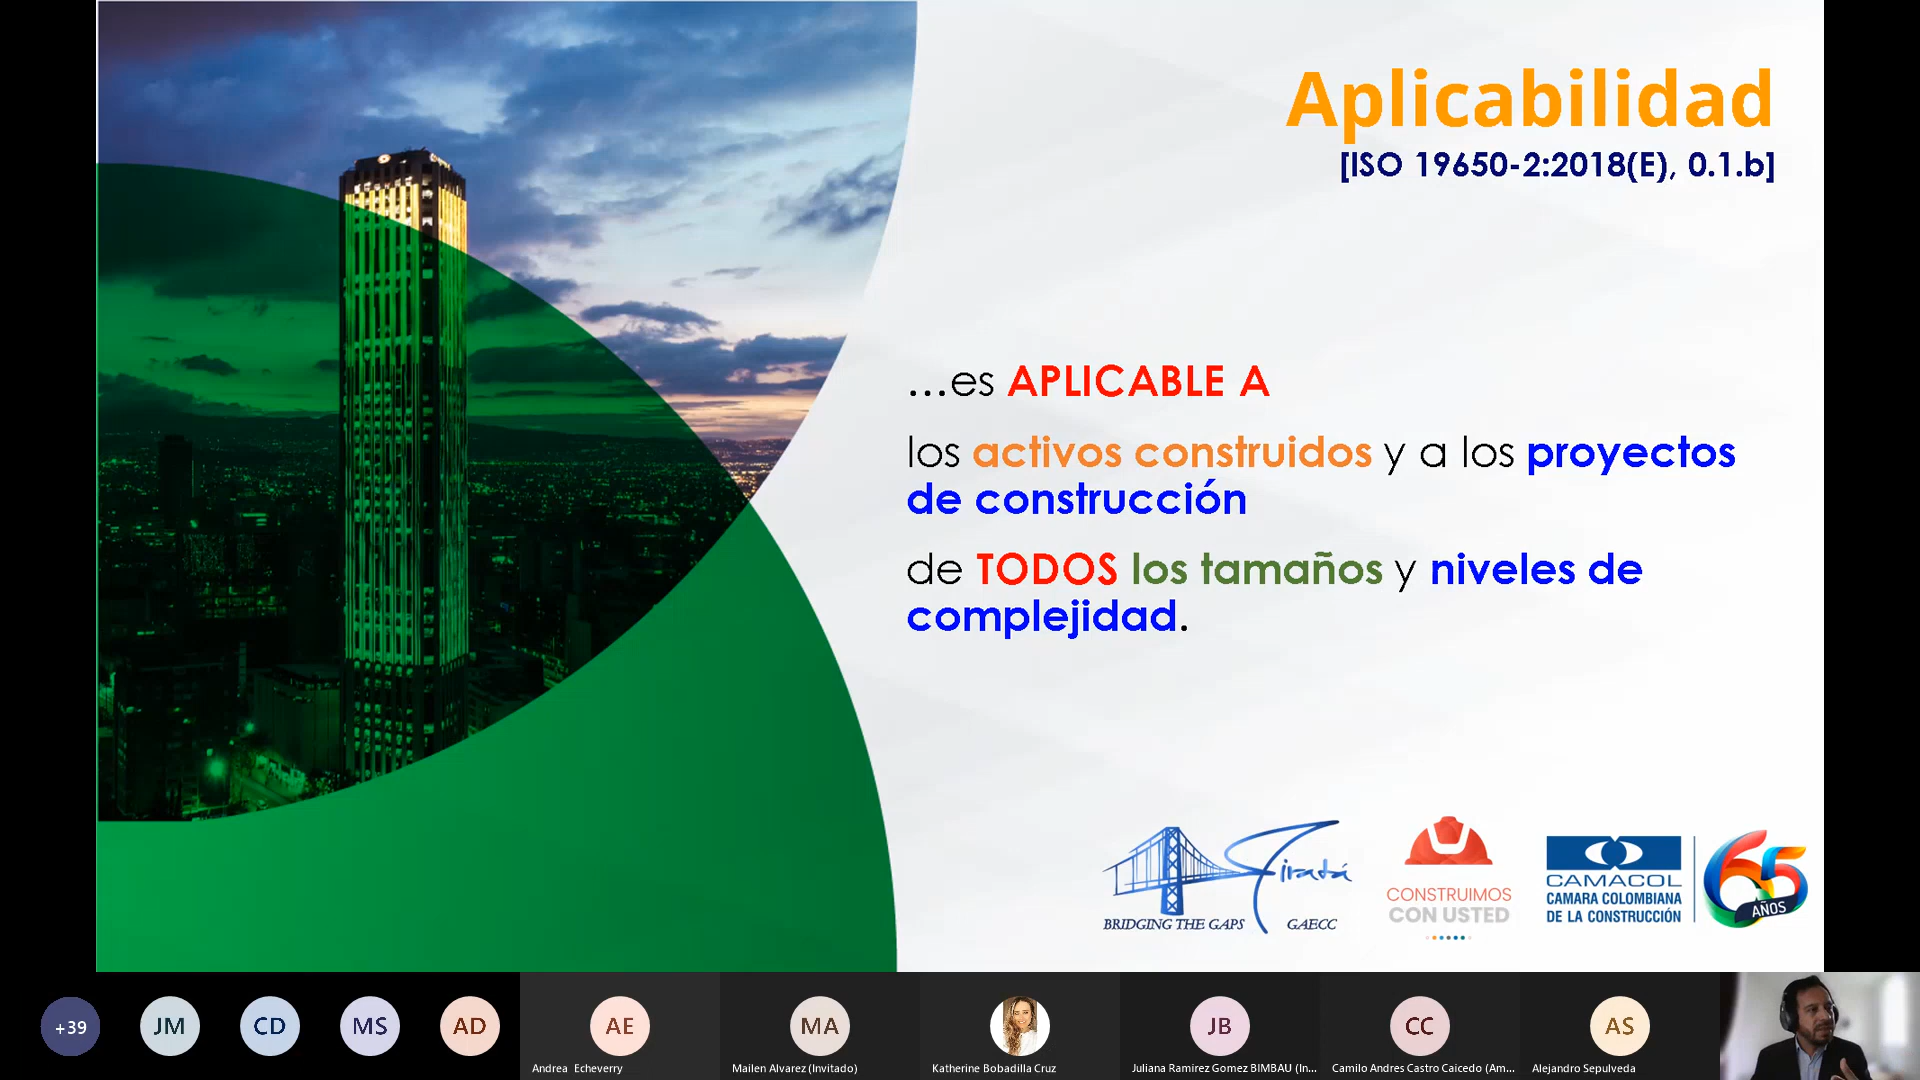 Aplicabilidad
[ISO 19650-2:2018(E), 0.1.b]
...es APLICABLE A
los activos construidos y a los proyectos
de construcción
de TODOS los tamaños y niveles de
complejidad.
Giratá
BRIDGING THE GAPS GAECC
CONSTRUIMOS
CON USTED
CAMACOL
CAMARA COLOMBIANA
DE LA CONSTRUCCIÓN
65
AÑOS
+39
JM
CD
MS
AD
AE
MA
JB
CC
AS
Andrea Echeverry
Mailen Alvarez (Invitado)
Katherine Bobadilla Cruz
Juliana Ramirez Gomez BIMBAU (In...
Camilo Andres Castro Caicedo (Am...
Alejandro Sepulveda